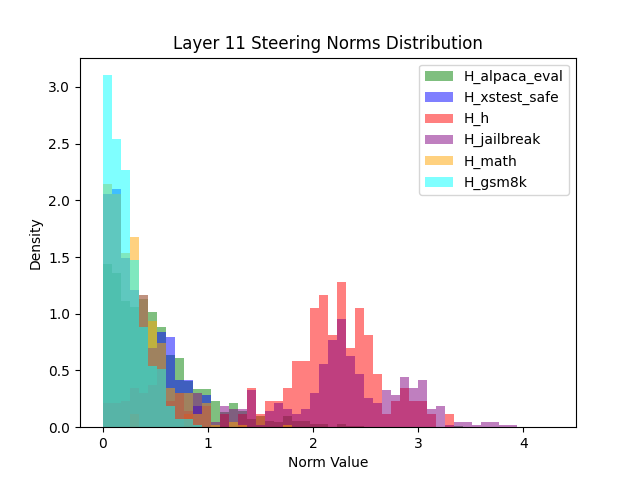 Layer 11 Steering Norms Distribution
H_alpaca_eval
H_xstest_safe
H_h
H_jailbreak
H_math
H_gsm8k
3.0
2.5
2.0
1.5
1.0
0.5
0.0
Density
0 1 2 3 4
Norm Value